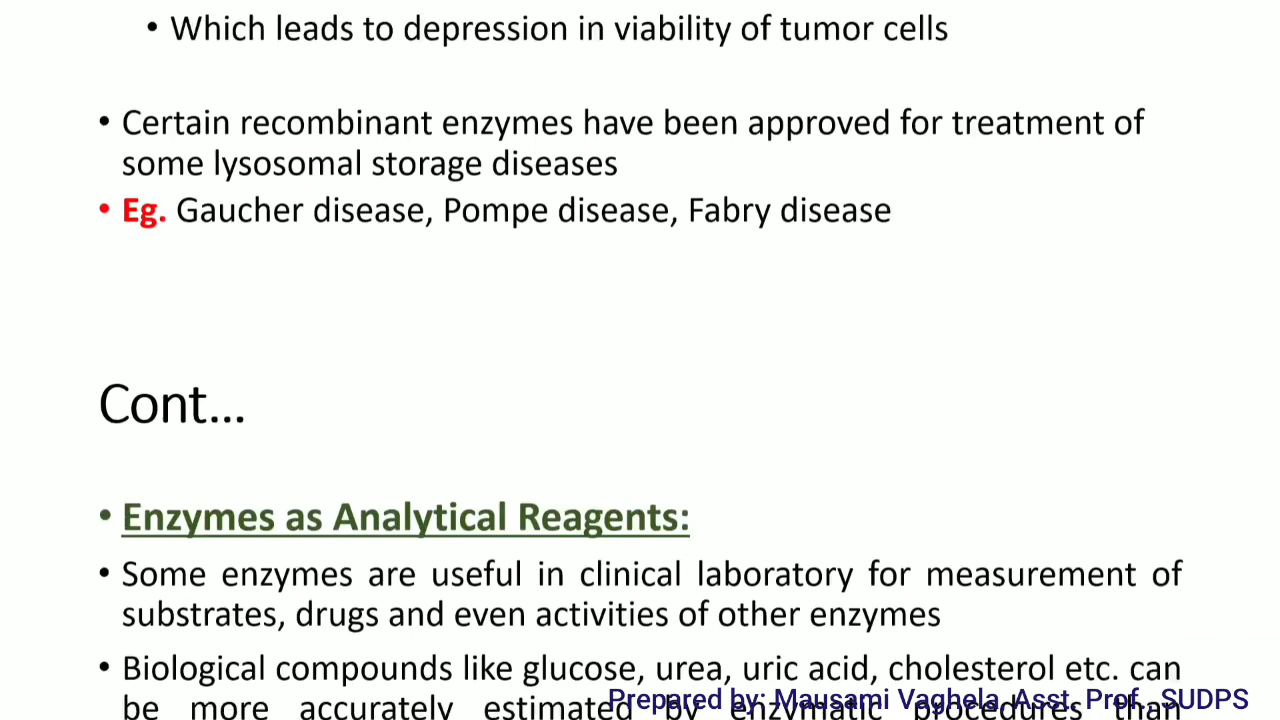 • Which leads to depression in viability of tumor cells
• Certain recombinant enzymes have been approved for treatment of
some lysosomal storage diseases
• Eg. Gaucher disease, Pompe disease, Fabry disease
Cont...
• Enzymes as Analytical Reagents:
• Some enzymes are useful in clinical laboratory for measurement of
substrates, drugs and even activities of other enzymes
• Biological compounds like glucose, urea, uric acid, cholesterol etc. can
be more accurately estimated by enzymatic procedures than
Prepared by: Mausami Vaghela, Asst. Prof., SUDPS